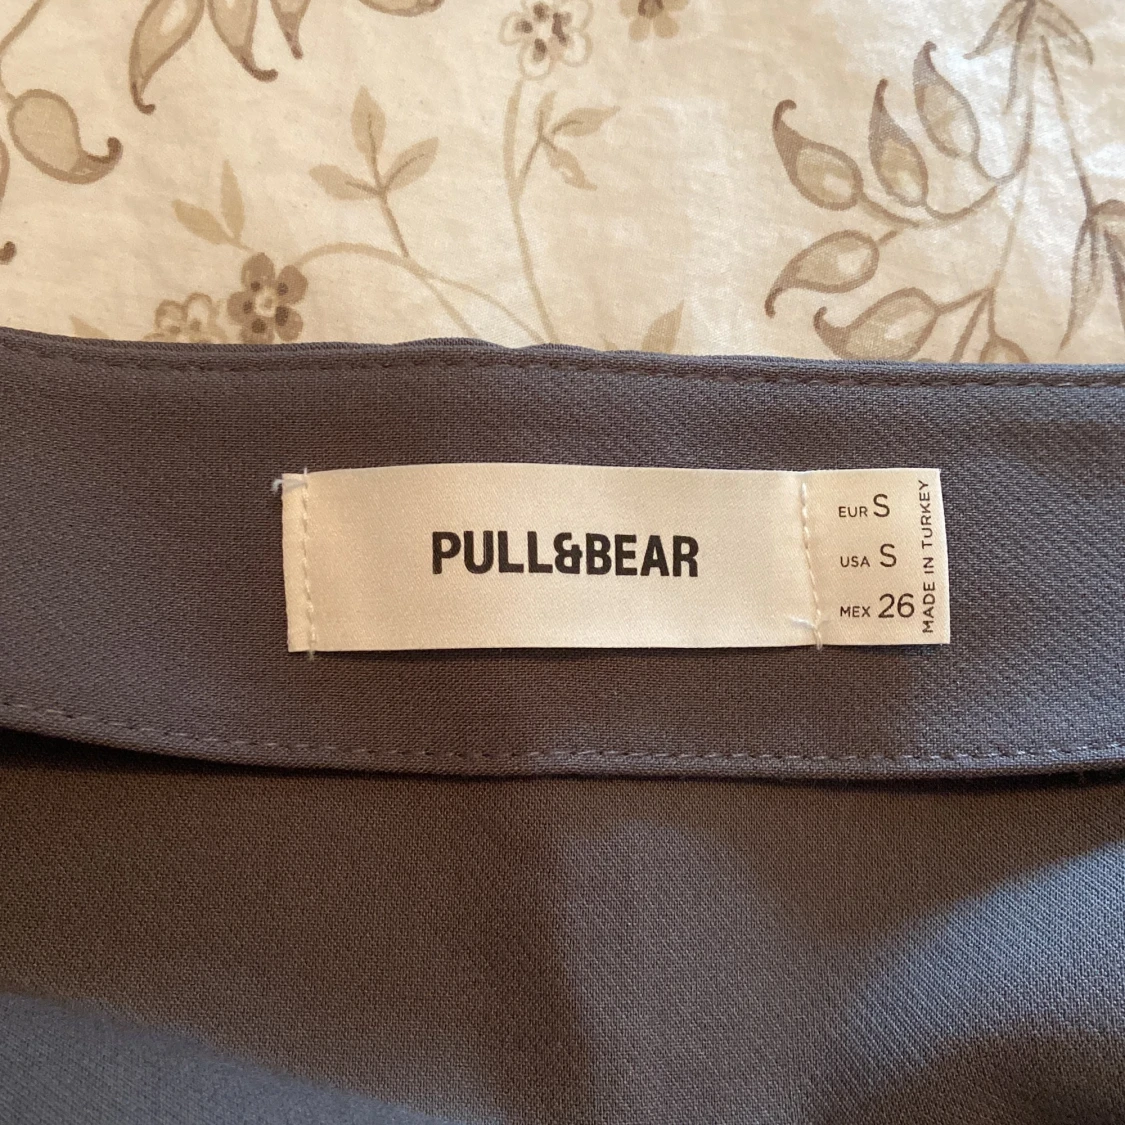 PULL&BEAR
EUR S
USA S
MEX 26
MADE IN TURKEY